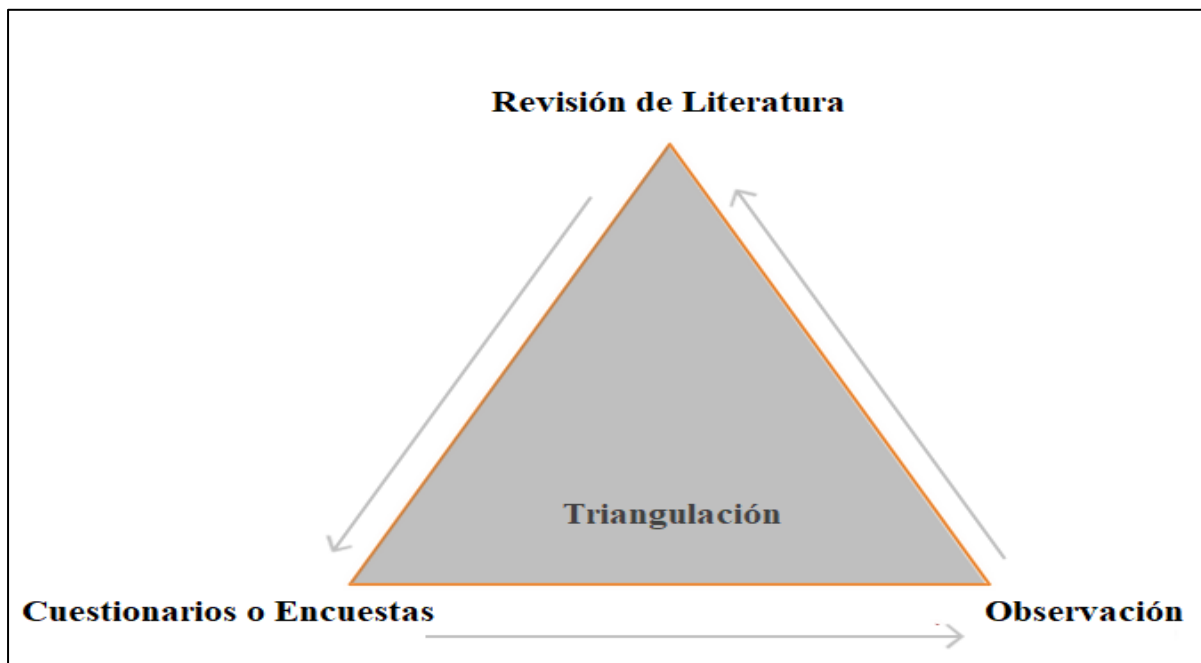 Revisión de Literatura
Triangulación
Cuestionarios o Encuestas
Observación